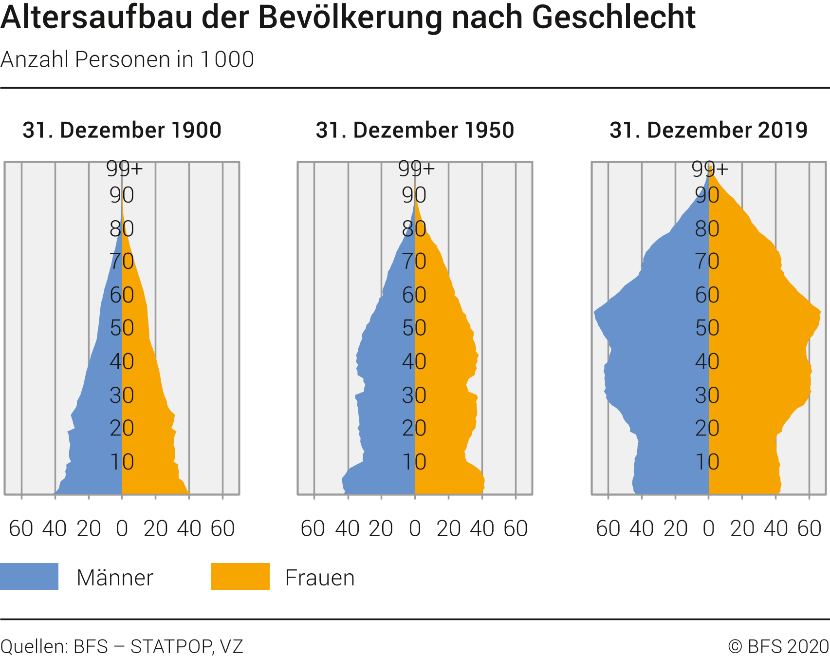 Altersaufbau der Bevölkerung nach Geschlecht
Anzahl Personen in 1000
31. Dezember 1900
99+
90
80
70
60
50
40
30
20
10
60 40 20 0 20 40 60
31. Dezember 1950
99+
90
80
70
60
50
40
30
20
10
60 40 20 0 20 40 60
31. Dezember 2019
99+
90
80
70
60
50
40
30
20
10
60 40 20 0 20 40 60
Männer
Frauen
Quellen: BFS – STATPOP, VZ
© BFS 2020